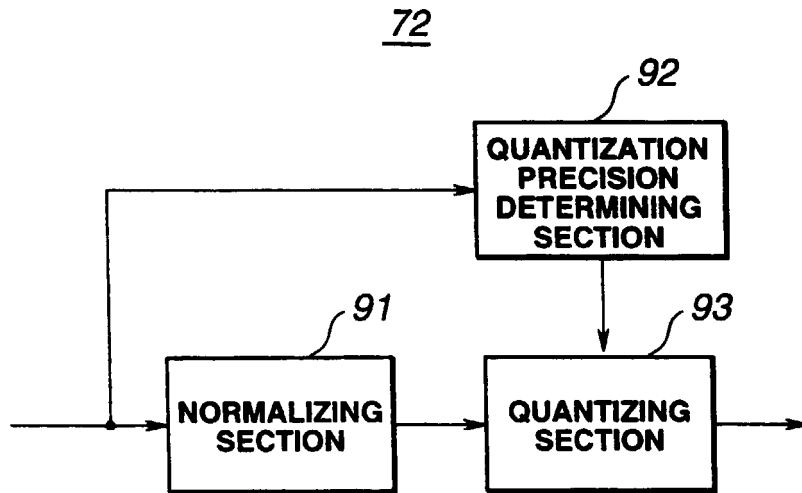 72
92
QUANTIZATION
PRECISION
DETERMINING
SECTION
91
NORMALIZING
SECTION
93
QUANTIZING
SECTION